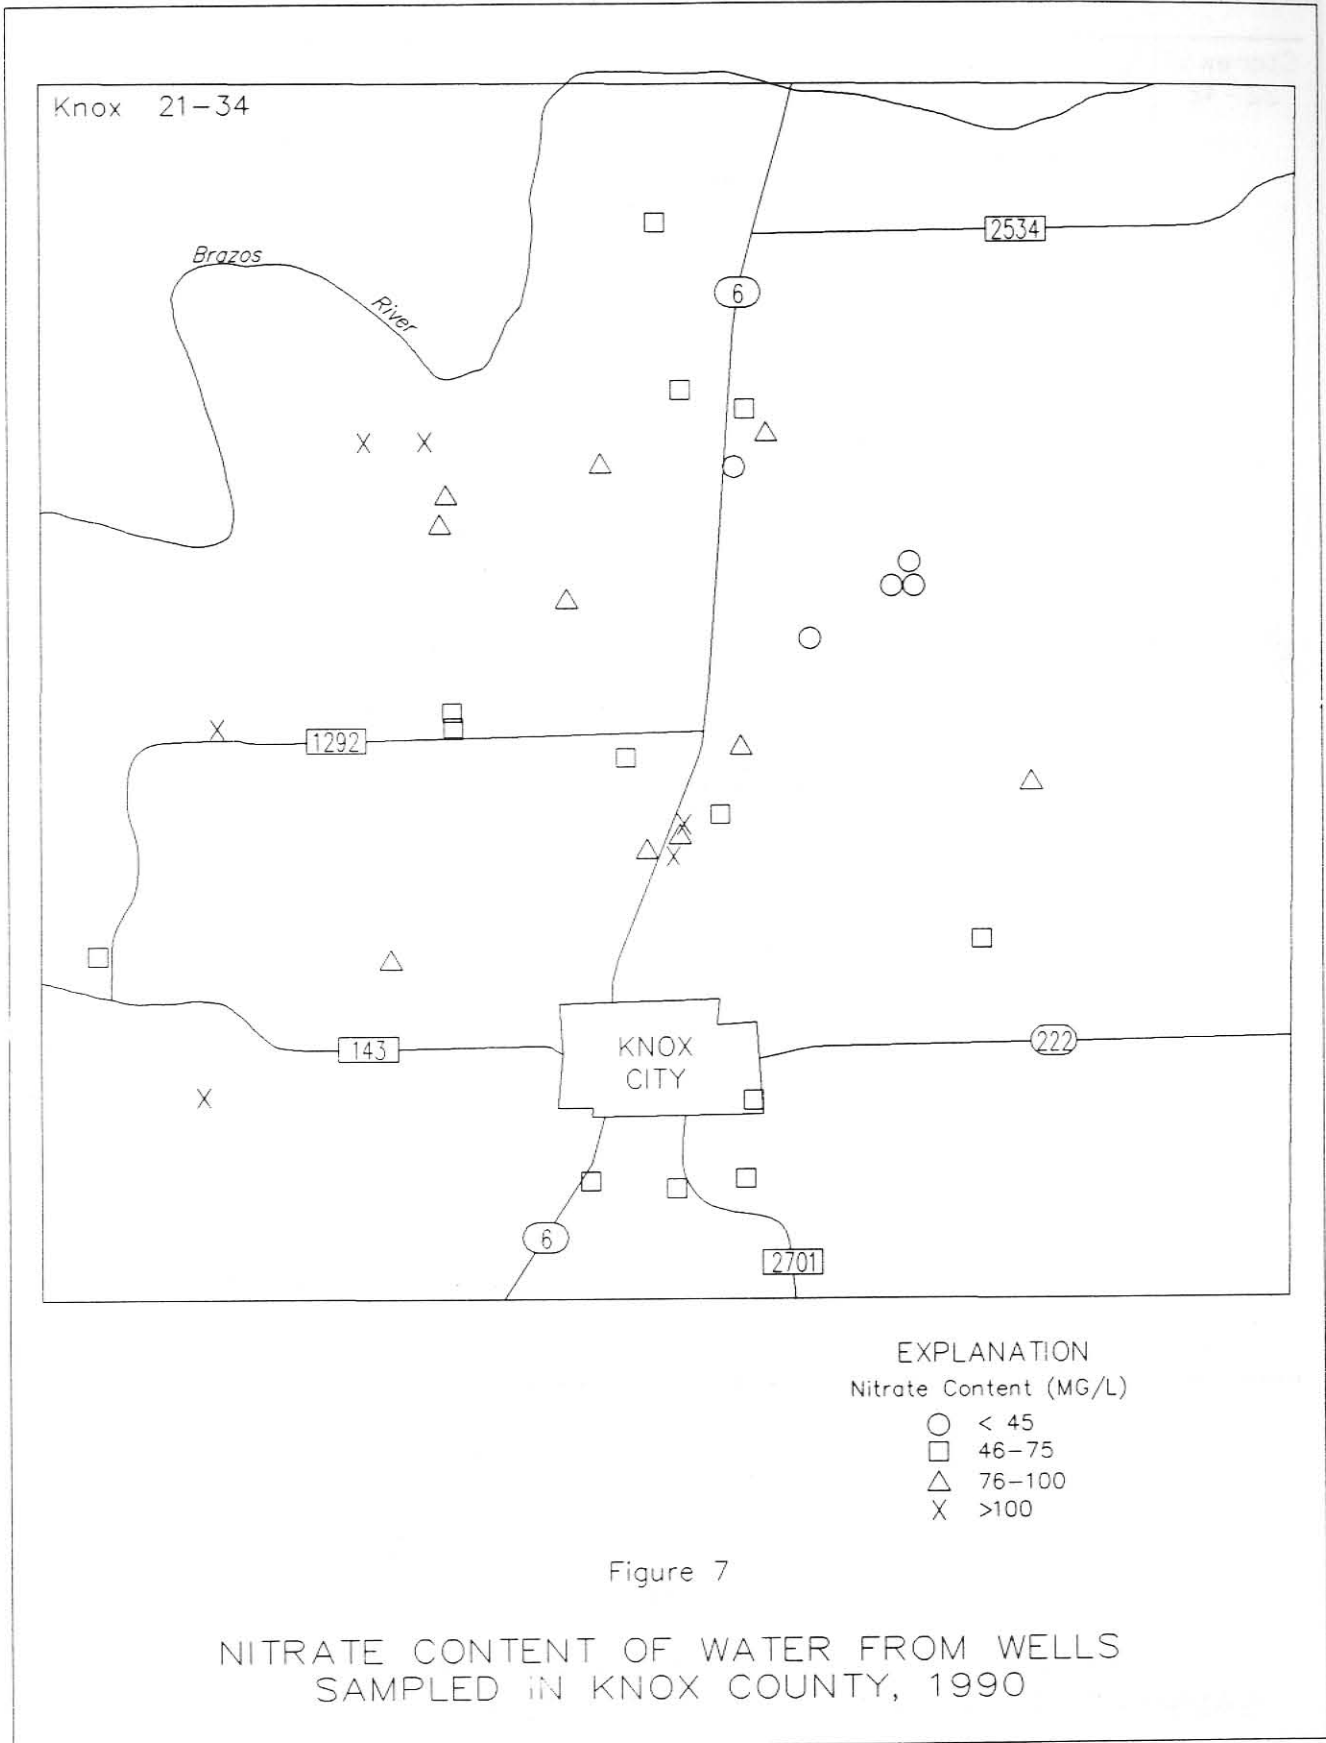 Knox 21-34
2534
Brazos
River
6
1292
143
KNOX
CITY
222
6
2701
EXPLANATION
Nitrate Content (MG/L)
< 45
46-75
76-100
X >100
Figure 7
NITRATE CONTENT OF WATER FROM WELLS
SAMPLED IN KNOX COUNTY, 1990